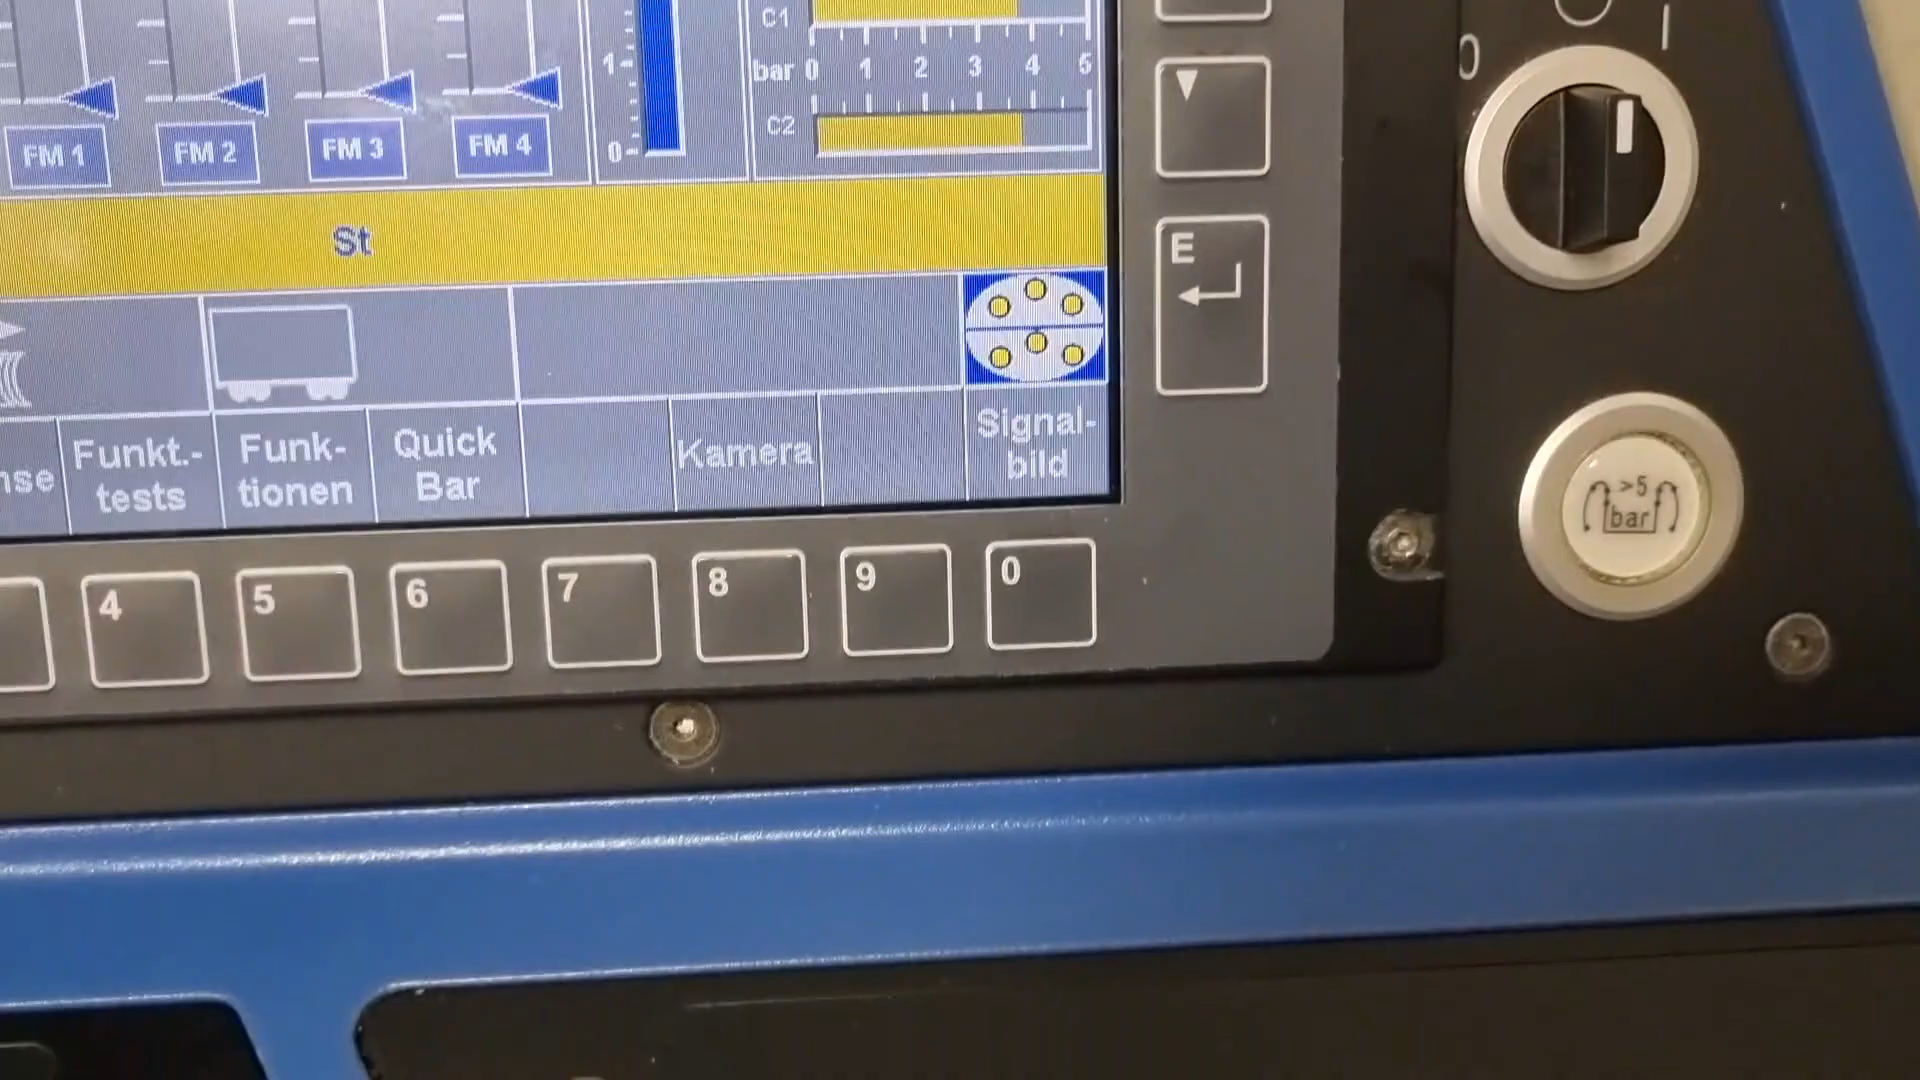 C1
1
bar 0 1 2 3 4 5
C2
0
FM 1
FM 2
FM 3
FM 4
St
Funkt.-
tests
Funk-
tionen
Quick
Bar
Kamera
Signal-
bild
4
5
6
7
8
9
0
E
0
I
>5
bar